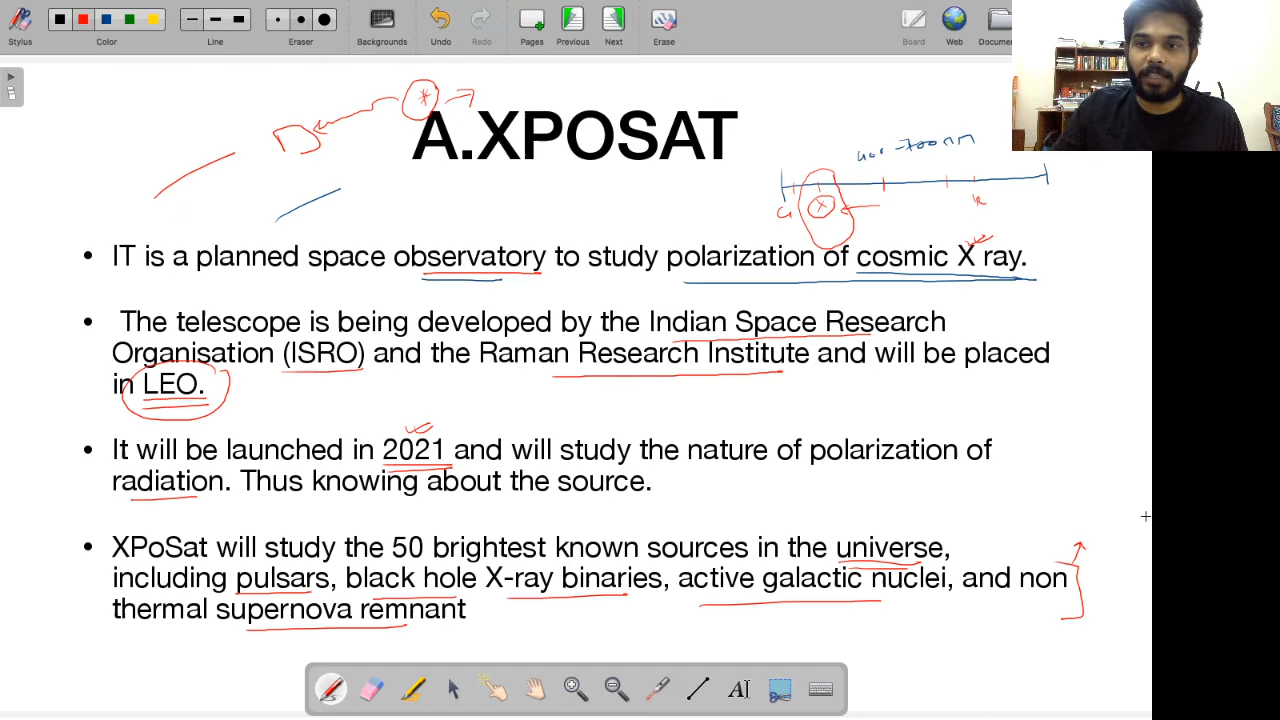 Stylus Color Line Eraser Backgrounds Undo Redo Pages Previous Next Erase Board Web
A.XPOSAT
400 -700nm
G X R
• IT is a planned space observatory to study polarization of cosmic X ray.
• The telescope is being developed by the Indian Space Research
Organisation (ISRO) and the Raman Research Institute and will be placed
in LEO.
• It will be launched in 2021 and will study the nature of polarization of
radiation. Thus knowing about the source.
• XPoSat will study the 50 brightest known sources in the universe,
including pulsars, black hole X-ray binaries, active galactic nuclei, and non
thermal supernova remnant